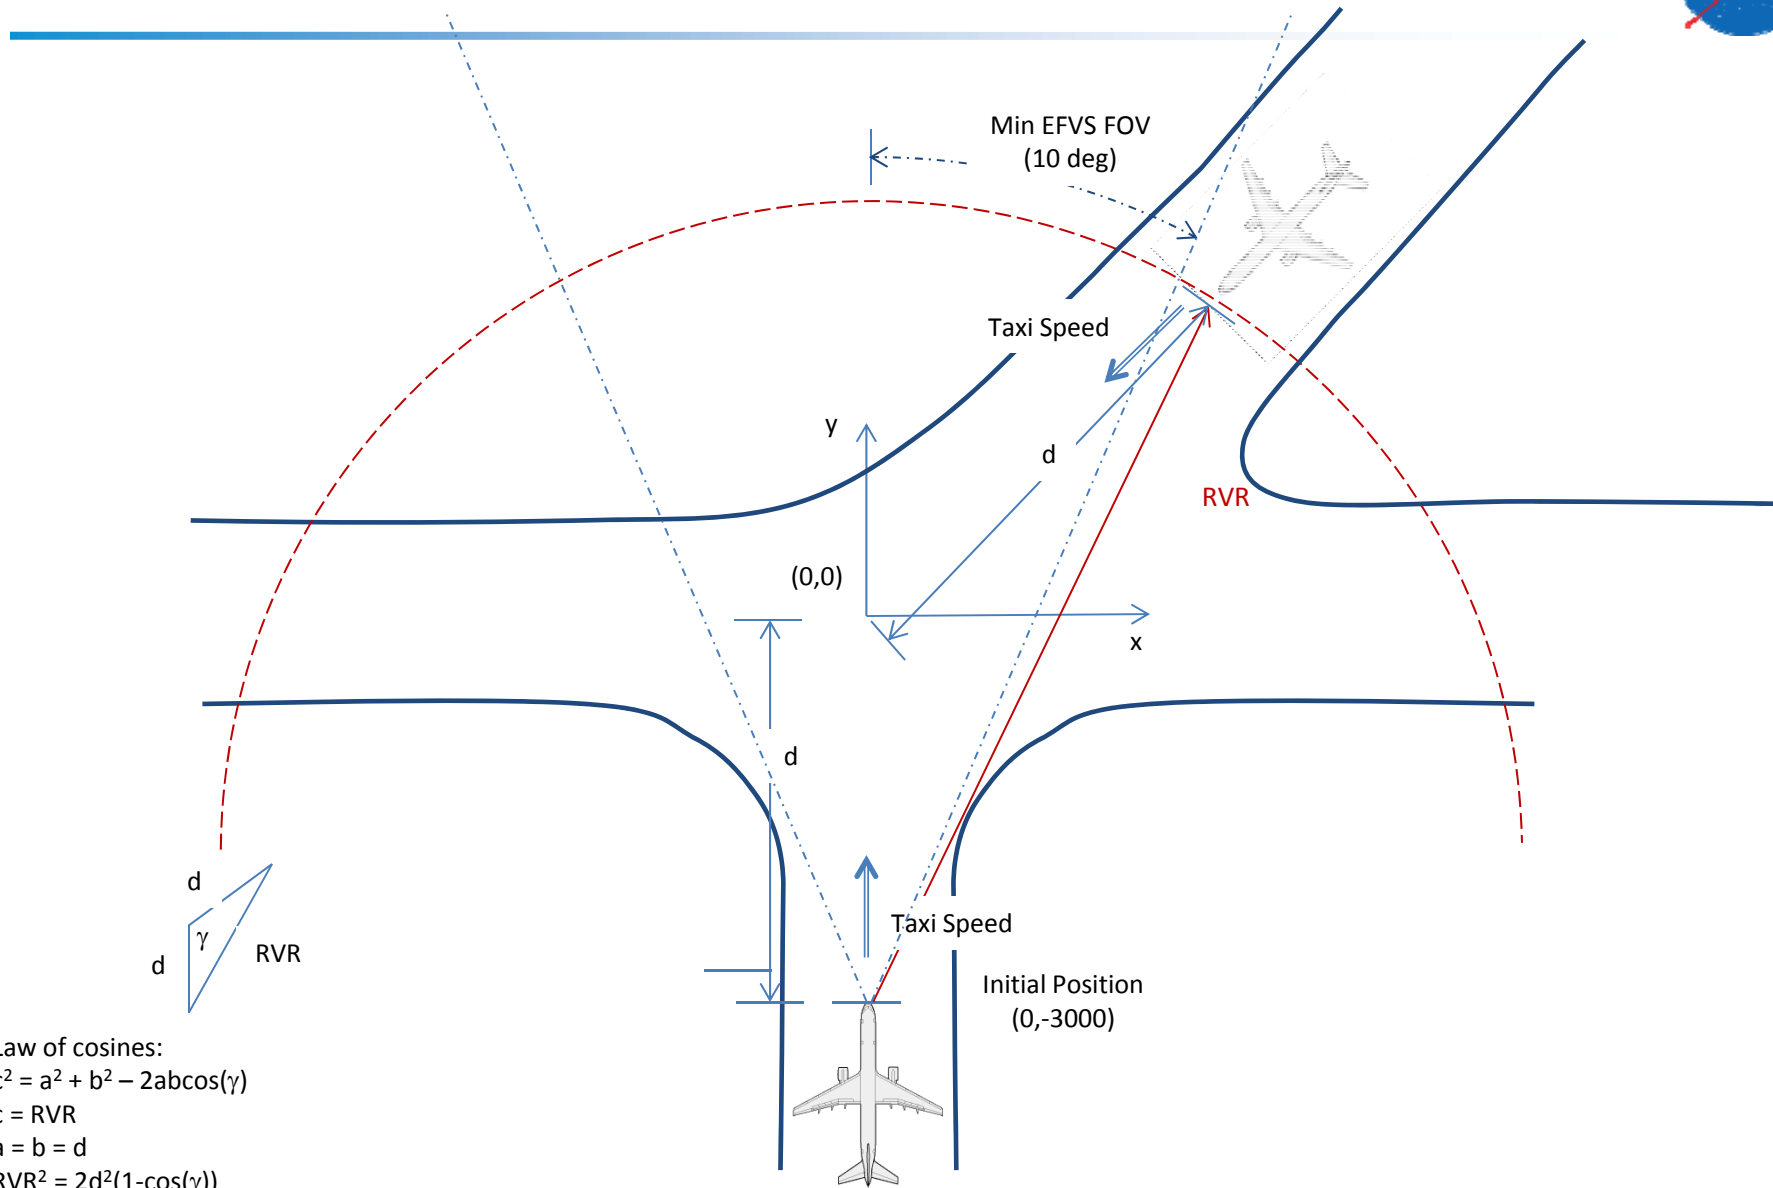 Min EFVS FOV
(10 deg)
Taxi Speed
y
d
RVR
(0,0)
x
d
d
γ
RVR
d
Taxi Speed
Initial Position
(0,-3000)
Law of cosines:
c² = a² + b² – 2abcos(γ)
c = RVR
a = b = d
RVR² = 2d²(1-cos(γ))